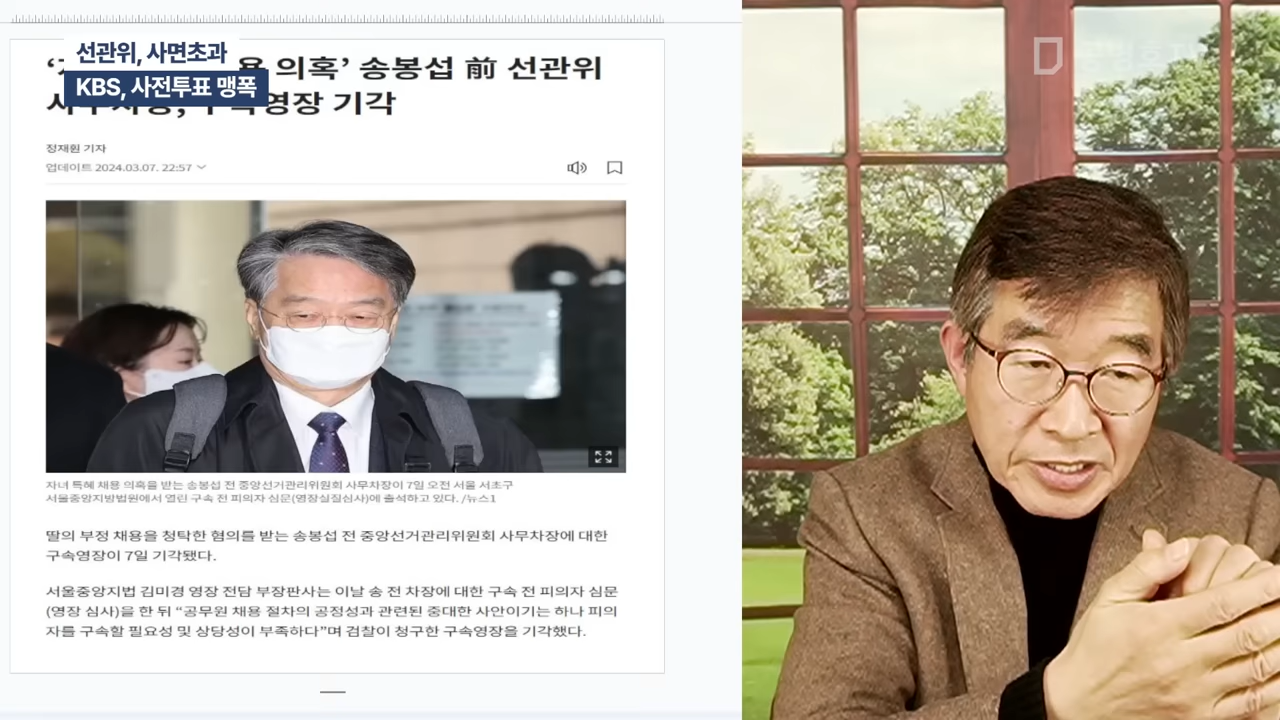 선관위, 사면초과
KBS, 사전투표 맹폭
의혹’ 송봉섭 前 선관위
영장 기각
정재훤 기자
업데이트 2024.03.07. 22:57
자녀 특혜 채용 의혹을 받는 송봉섭 전 중앙선거관리위원회 사무차장이 7일 오전 서울 서초구
서울중앙지방법원에서 열린 구속 전 피의자 심문(영장실질심사)에 출석하고 있다. /뉴스1
딸의 부정 채용을 청탁한 혐의를 받는 송봉섭 전 중앙선거관리위원회 사무차장에 대한
구속영장이 7일 기각됐다.
서울중앙지법 김미경 영장 전담 부장판사는 이날 송 전 차장에 대한 구속 전 피의자 심문
(영장 심사)을 한 뒤 “공무원 채용 절차의 공정성과 관련된 중대한 사안이기는 하나 피의
자를 구속할 필요성 및 상당성이 부족하다”며 검찰이 청구한 구속영장을 기각했다.